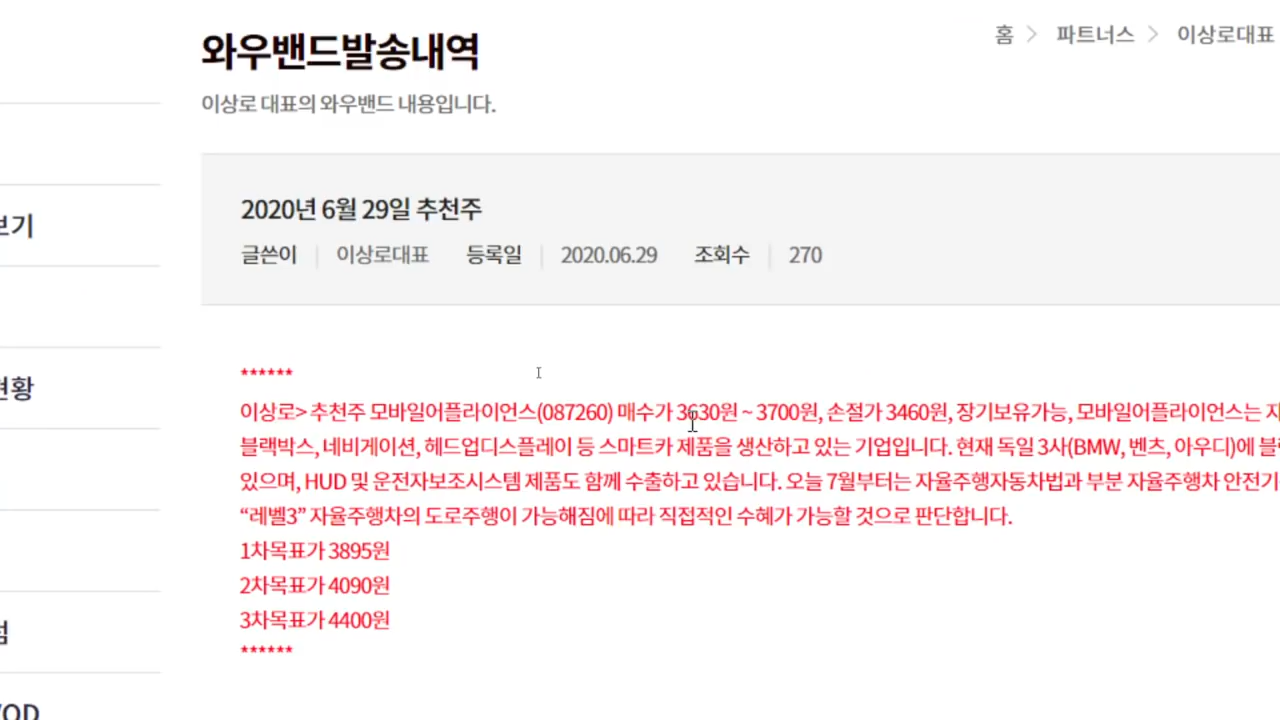 홈 > 파트너스 > 이상로대표
와우밴드발송내역
이상로 대표의 와우밴드 내용입니다.
보기
2020년 6월 29일 추천주
글쓴이 | 이상로대표 등록일 | 2020.06.29 조회수 | 270
현황
******
이상로> 추천주 모바일어플라이언스(087260) 매수가 3630원 ~ 3700원, 손절가 3460원, 장기보유가능, 모바일어플라이언스는
블랙박스, 네비게이션, 헤드업디스플레이 등 스마트카 제품을 생산하고 있는 기업입니다. 현재 독일 3사(BMW, 벤츠, 아우디)에
있으며, HUD 및 운전자보조시스템 제품도 함께 수출하고 있습니다. 오늘 7월부터는 자율주행자동차법과 부분 자율주행차 안전기
“레벨3” 자율주행차의 도로주행이 가능해짐에 따라 직접적인 수혜가 가능할 것으로 판단합니다.
1차목표가 3895원
2차목표가 4090원
3차목표가 4400원
******
VOD